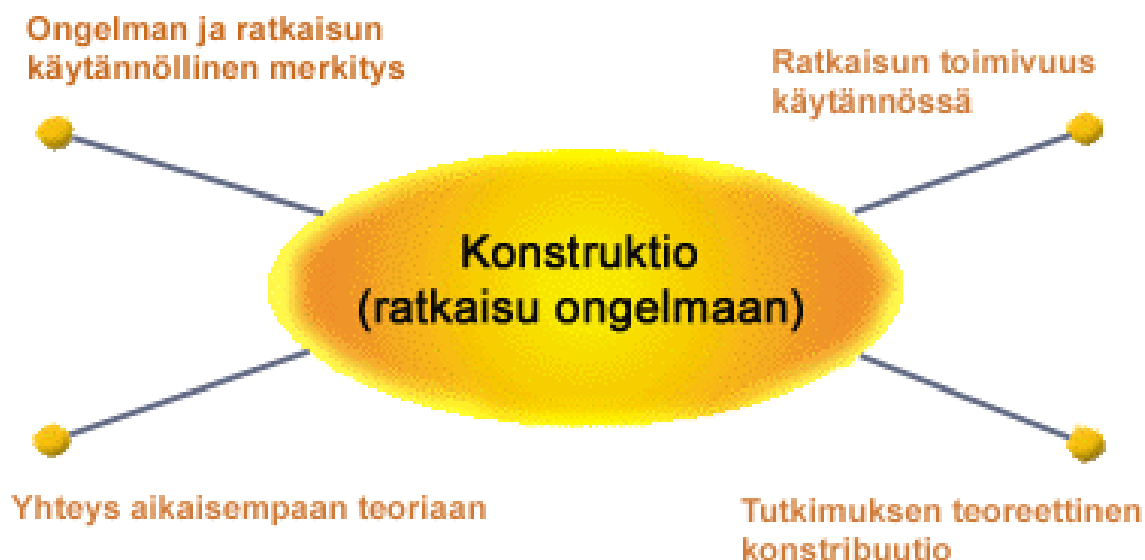 Ongelman ja ratkaisun
käytännöllinen merkitys
Ratkaisun toimivuus
käytännössä
Konstruktio
(ratkaisu ongelmaan)
Yhteys aikaisempaan teoriaan
Tutkimuksen teoreettinen
konstribuutio